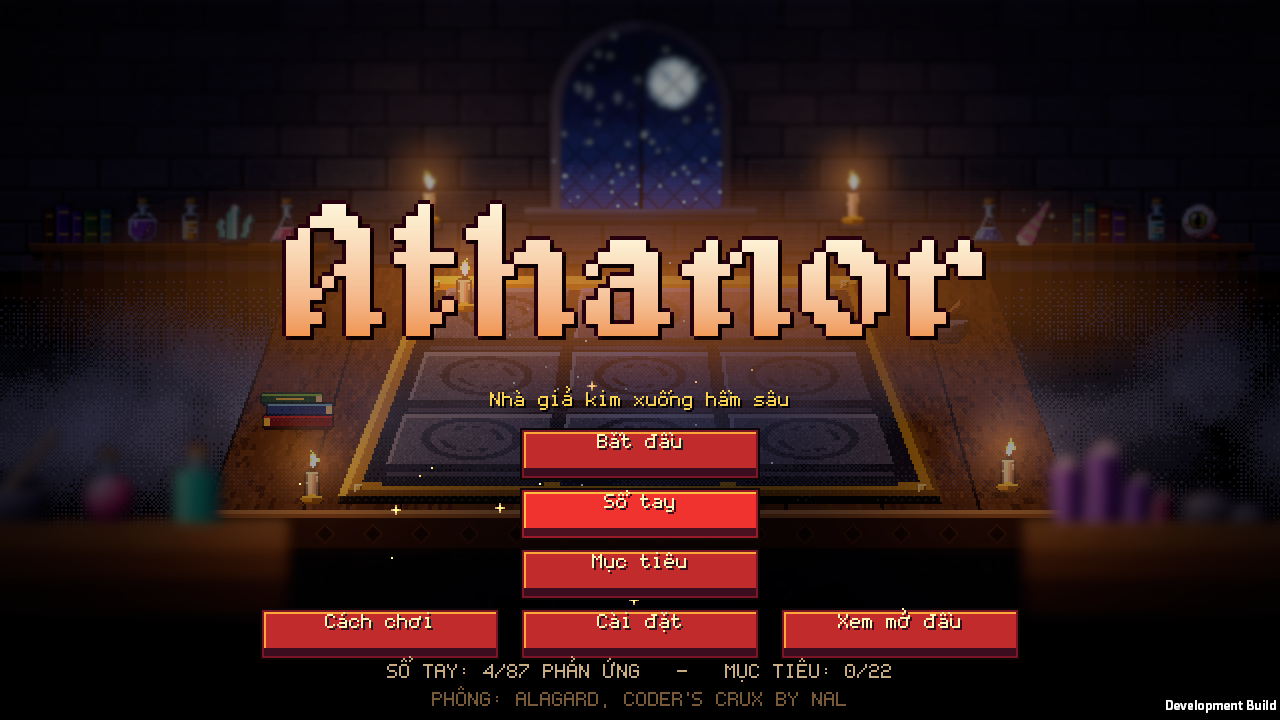 Athanor
Nhà giả kim xuống hầm sâu
Bắt đầu
Sổ tay
Mục tiêu
Cách chơi
Cài đặt
Xem mở đầu
SỔ TAY: 4/87 PHẢN ỨNG – MỤC TIÊU: 0/22
PHÔNG: ALAGARD, CODER'S CRUX BY NAL
Development Build